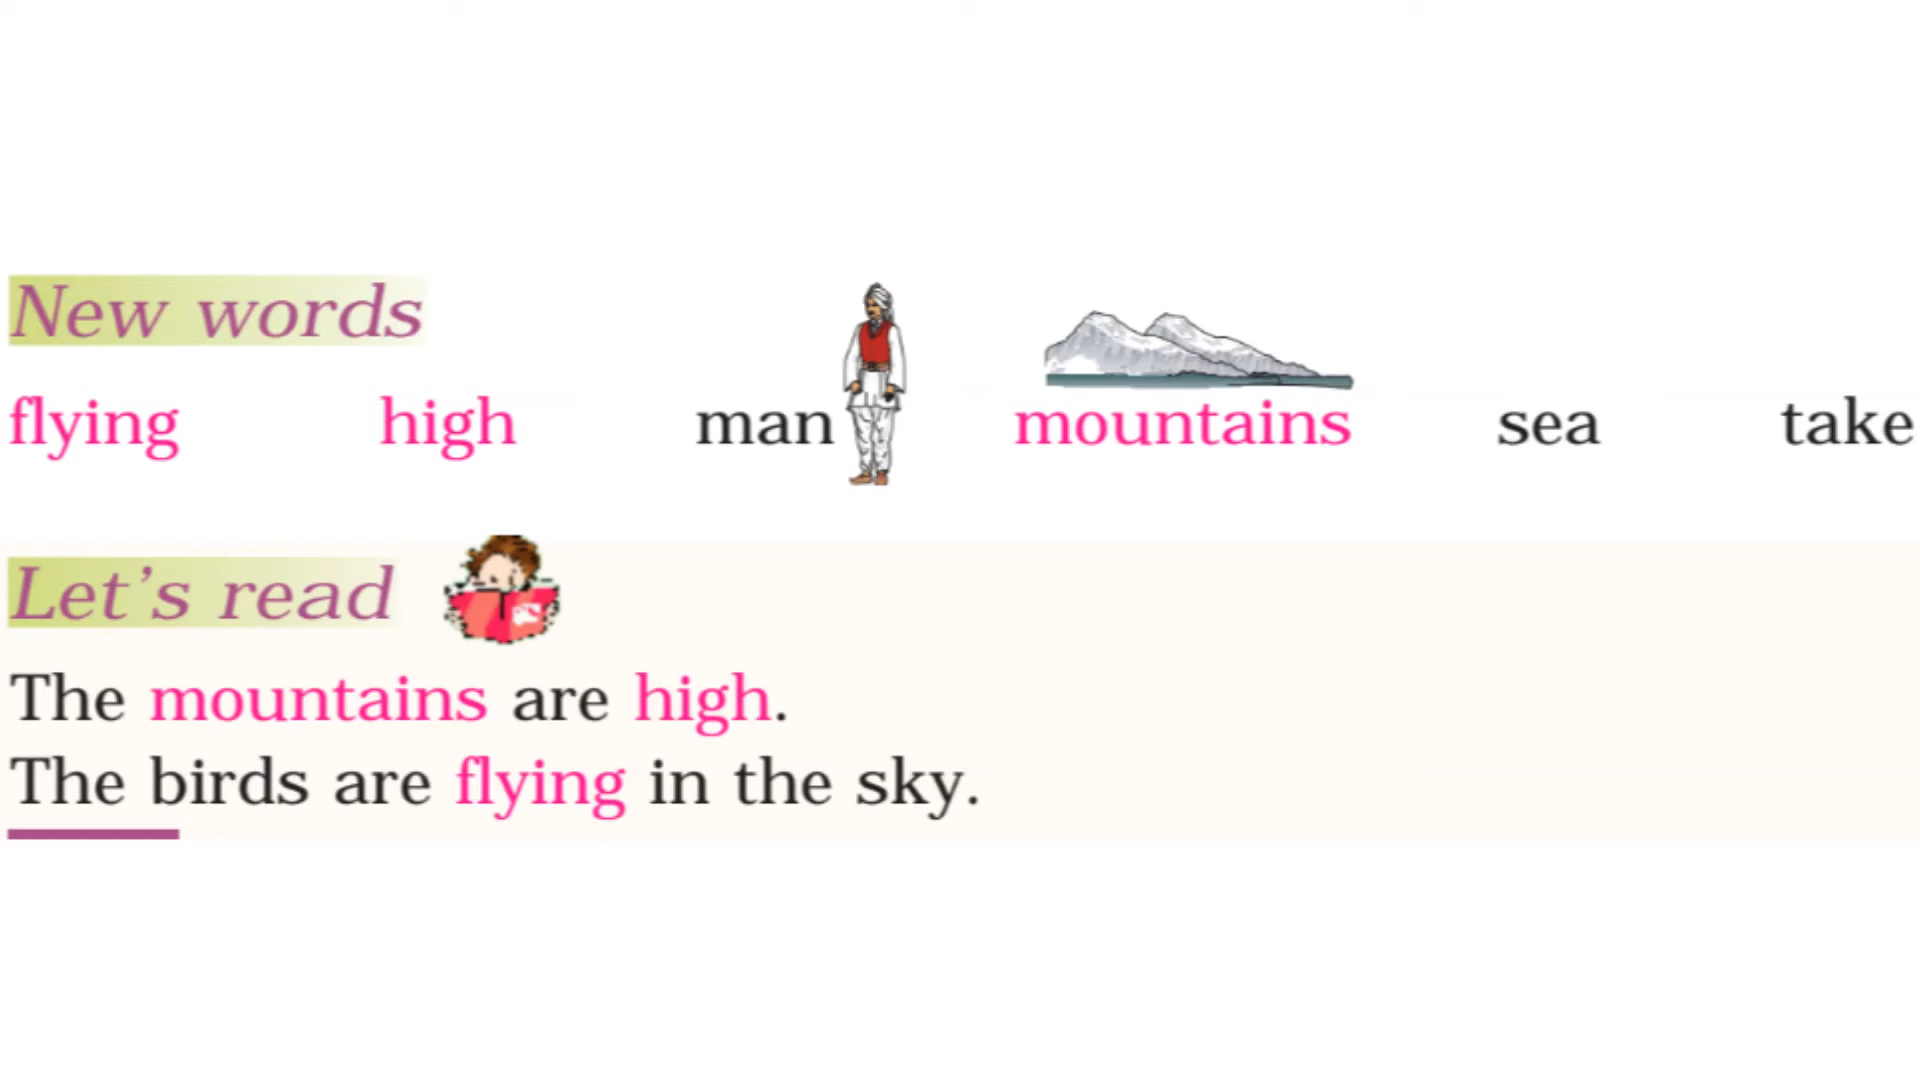 New words
flying high man mountains sea take
Let’s read
The mountains are high.
The birds are flying in the sky.